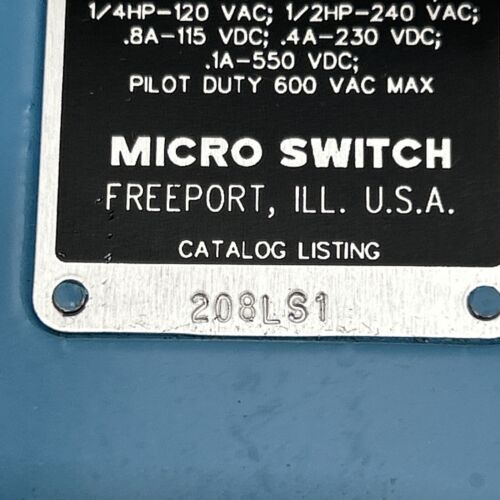 1/4HP-120 VAC; 1/2HP-240 VAC;
.8A-115 VDC; .4A-230 VDC;
.1A-550 VDC;
PILOT DUTY 600 VAC MAX
MICRO SWITCH
FREEPORT, ILL. U.S.A.
CATALOG LISTING
208LS1